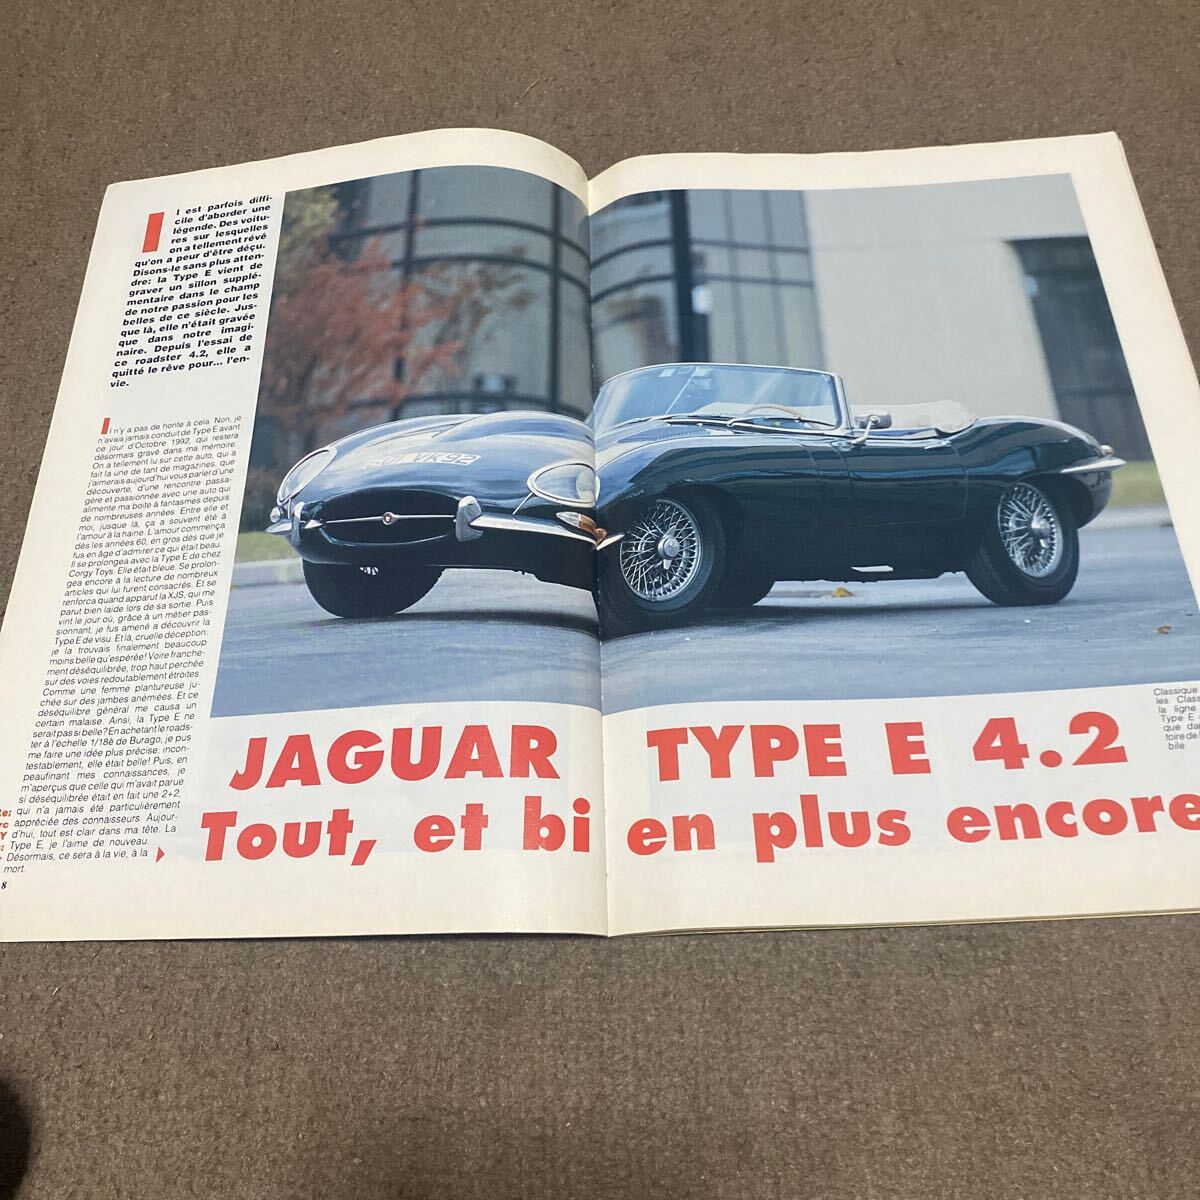 I
l est parfois diffi-
cile d'aborder une
légende. Des voitu-
res sur lesquelles
on a tellement rêvé
qu'on a peur d'être déçu.
Disons-le sans plus atten-
dre: la Type E vient de
graver un sillon supplé-
mentaire dans le champ
de notre passion pour les
belles de ce siècle. Jus-
que là, elle n'était gravée
que dans notre imagi-
naire. Depuis l'essai de
ce roadster 4.2, elle a
quitté le rêve pour... l'en-
vie.
Il n'y a pas de honte à cela. Non, je
n'avais jamais conduit de Type E avant
ce jour d'Octobre 1992, qui restera
désormais gravé dans ma mémoire.
On a tellement lu sur cette auto, qui a
fait la une de tant de magazines, que
j'aimerais aujourd'hui vous parler d'une
découverte, d'une rencontre passa-
gère et passionnée avec une auto qui
alimente ma boite à fantasmes depuis
de nombreuses années. Entre elle et
moi, jusque là, ça a souvent été à
l'amour à la haine. L'amour commença
dès les années 60, en gros dès que je
fus en âge d'admirer ce qui était beau.
Il se prolongea avec la Type E de chez
Corgy Toys. Elle était bleue. Se prolon-
gea encore à la lecture de nombreux
articles qui lui furent consacrés. Et se
renforca quand apparut la XJS, qui me
parut bien laide lors de sa sortie. Puis
vint le jour où, grâce à un métier pas-
sionnant, je fus amené a découvrir la
Type E de visu. Et là, cruelle déception:
je la trouvais finalement beaucoup
moins belle qu'espérée! Voire franche-
ment déséquilibrée, trop haut perchée
sur des voies redoutablement étroites
Comme une femme plantureuse ju-
chée sur des jambes anémiées. Et ce
déséquilibre général me causa un
certain malaise. Ainsi, la Type E ne
serait pas si belle? En achetant le roads-
ter à l'échelle 1/18è de Burago, je pus
me faire une idée plus précise: incon-
testablement, elle était belle! Puis, en
peaufinant mes connaissances, je
m'aperçus que celle qui m'avait parue
si déséquilibrée était en fait une 2+2,
qui n'a jamais été particulièrement
appréciée des connaisseurs. Aujour-
d'hui, tout est clair dans ma tête. La
Type E, je l'aime de nouveau.
Désormais, ce sera à la vie, à la
mort.
8
VK92
JAGUAR TYPE E 4.2
Tout, et bien plus encore
Classique
les Clas
la ligne
Type E
que dan
toire de l
bile